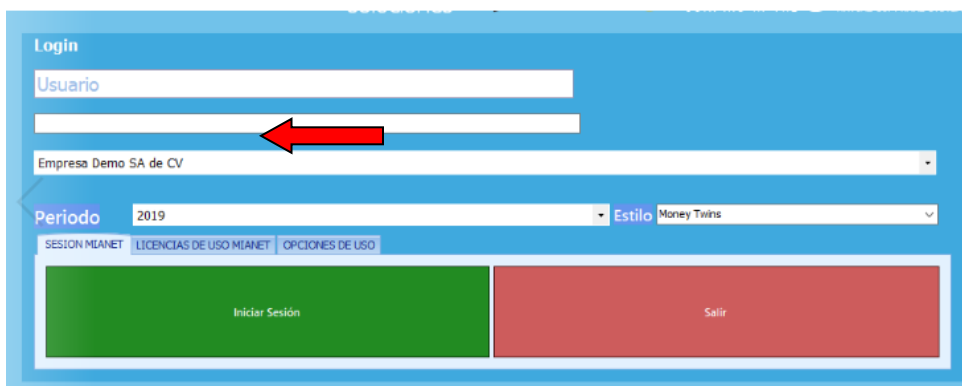 Login
Usuario
Empresa Demo SA de CV
Periodo 2019 Estilo Money Twins
SESION MIANET LICENCIAS DE USO MIANET OPCIONES DE USO
Iniciar Sesión Salir